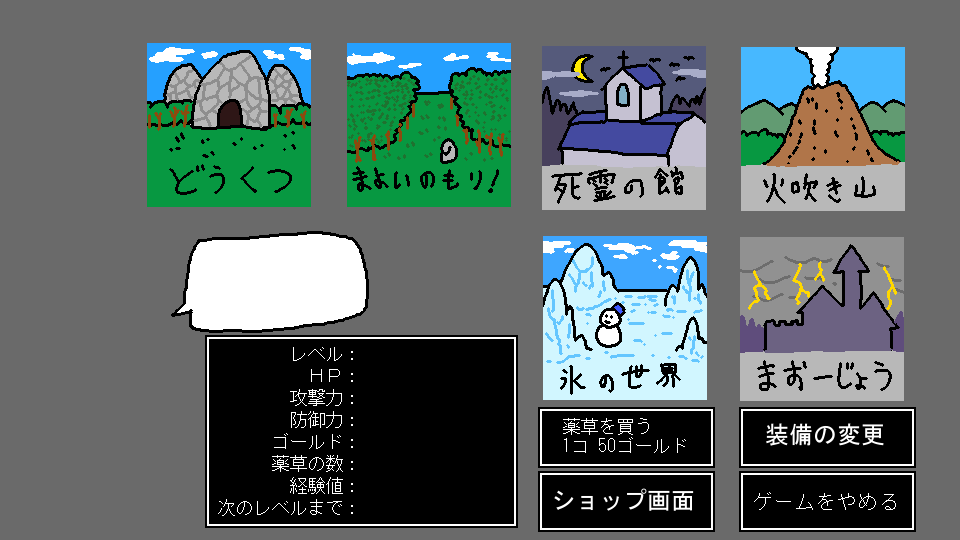 どうくつ
まよいのもり!
死霊の館
火吹き山
氷の世界
まおーじょう
レベル：
ＨＰ：
攻撃力：
防御力：
ゴールド：
薬草の数：
経験値：
次のレベルまで：
薬草を買う
1コ 50ゴールド
装備の変更
ショップ画面
ゲームをやめる